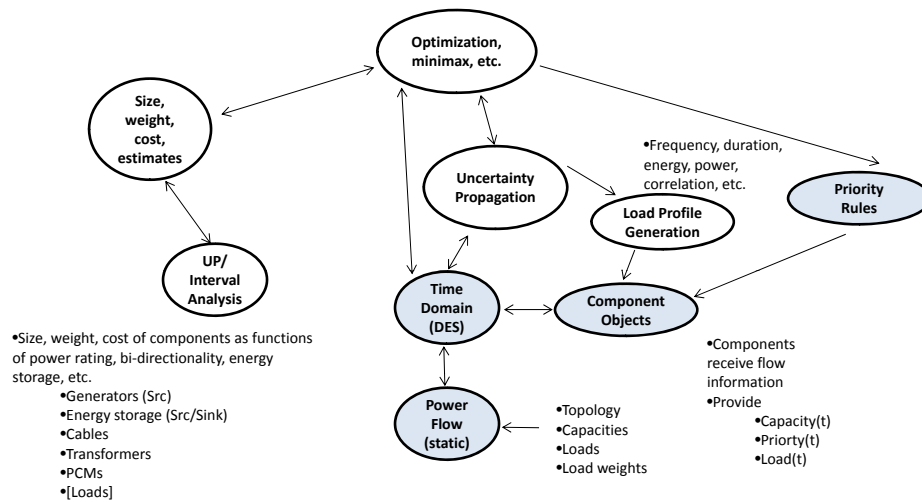 Optimization,
minimax, etc.
Size,
weight,
cost,
estimates
•Frequency, duration,
energy, power,
correlation, etc.
Uncertainty
Propagation
Priority
Rules
Load Profile
Generation
UP/
Interval
Analysis
Time
Domain
(DES)
Component
Objects
•Size, weight, cost of components as functions
of power rating, bi-directionality, energy
storage, etc.
•Generators (Src)
•Energy storage (Src/Sink)
•Cables
•Transformers
•PCMs
•[Loads]
Power
Flow
(static)
•Topology
•Capacities
•Loads
•Load weights
•Components
receive flow
information
•Provide
•Capacity(t)
•Priorty(t)
•Load(t)